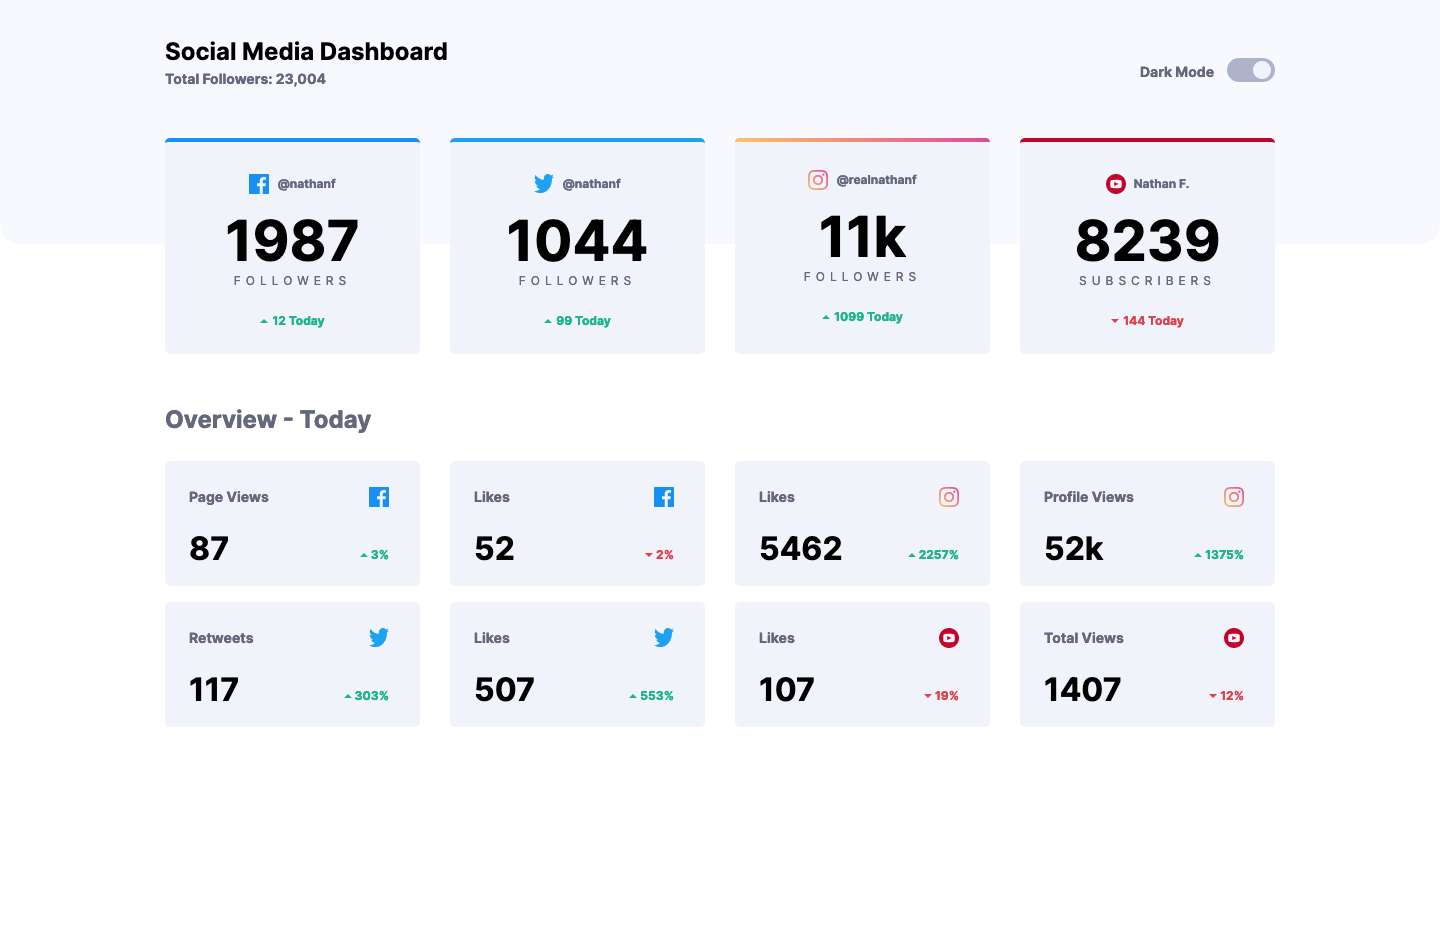 Social Media Dashboard
Total Followers: 23,004
Dark Mode
@nathanf
1987
FOLLOWERS
12 Today
@nathanf
1044
FOLLOWERS
99 Today
@realnathanf
11k
FOLLOWERS
1099 Today
Nathan F.
8239
SUBSCRIBERS
144 Today
Overview - Today
Page Views
87
3%
Likes
52
2%
Likes
5462
2257%
Profile Views
52k
1375%
Retweets
117
303%
Likes
507
553%
Likes
107
19%
Total Views
1407
12%